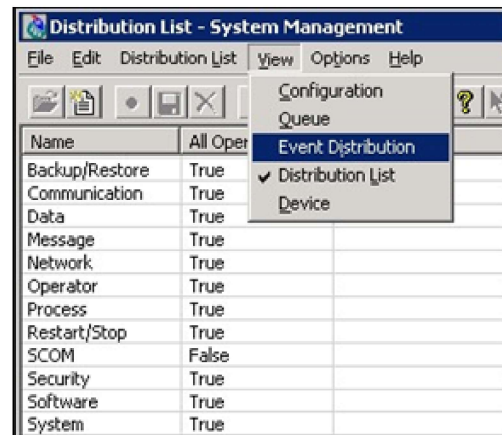 Distribution List - System Management
File Edit Distribution List View Options Help
Configuration
Queue
Event Distribution
Distribution List
Device
Name All Oper
Backup/Restore True
Communication True
Data True
Message True
Network True
Operator True
Process True
Restart/Stop True
SCOM False
Security True
Software True
System True